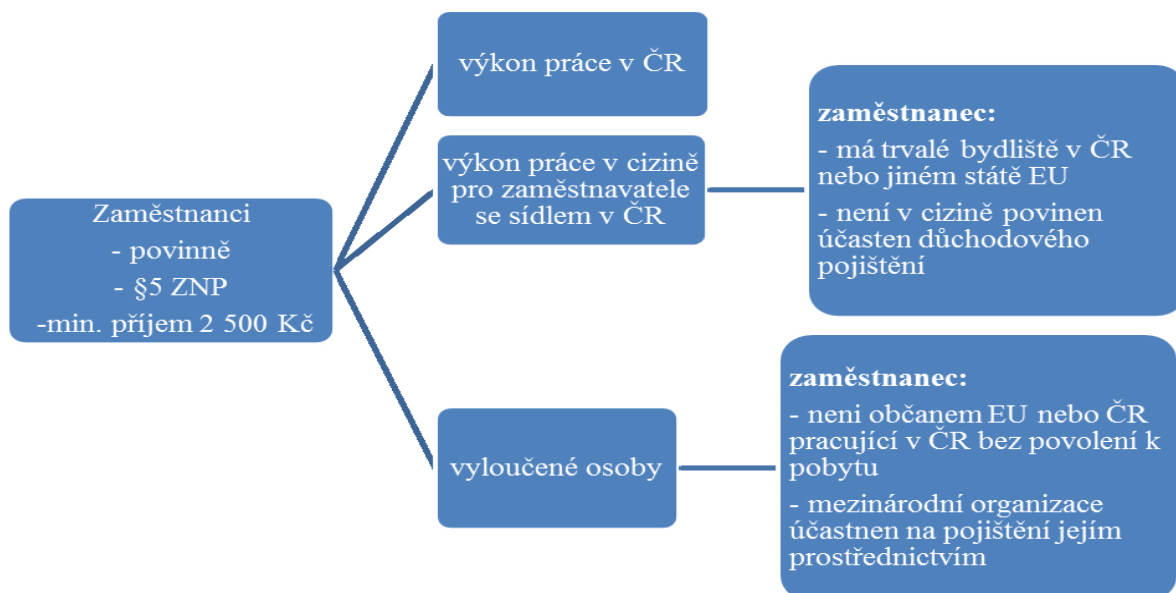 Zaměstnanci
- povinně
- §5 ZNP
-min. příjem 2 500 Kč
výkon práce v ČR
výkon práce v cizině
pro zaměstnavatele
se sídlem v ČR
zaměstnanec:
- má trvalé bydliště v ČR
nebo jiném státě EU
- není v cizině povinen
účasten důchodového
pojištění
vyloučené osoby
zaměstnanec:
- neni občanem EU nebo ČR
pracující v ČR bez povolení k
pobytu
- mezinárodní organizace
účastnen na pojištění jejím
prostřednictvím